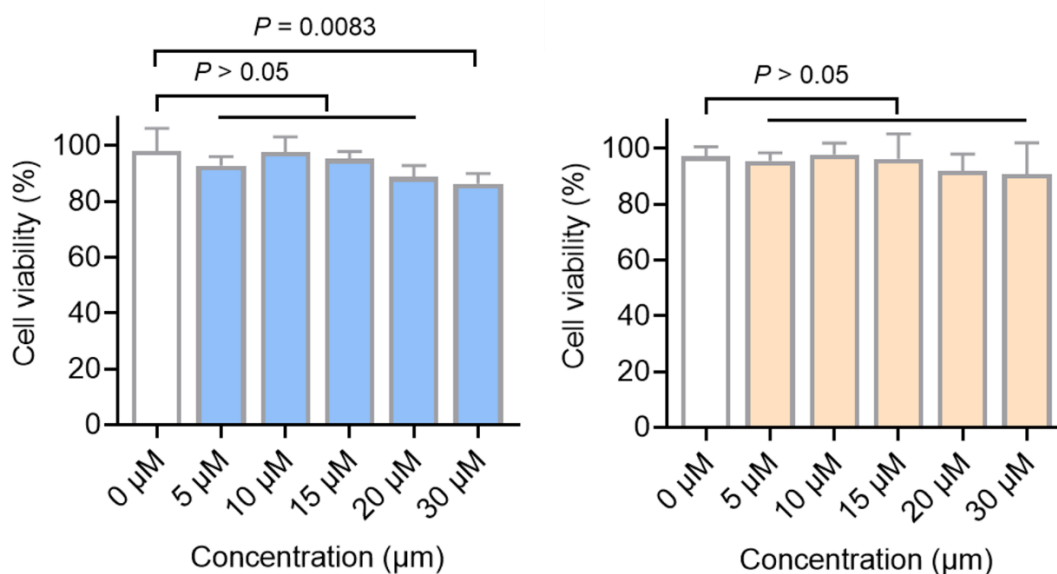 P = 0.0083
P > 0.05
Cell viability (%)
100
80
60
40
20
0
0 µM
5 µM
10 µM
15 µM
20 µM
30 µM
Concentration (µm)
P > 0.05
Cell viability (%)
100
80
60
40
20
0
0 µM
5 µM
10 µM
15 µM
20 µM
30 µM
Concentration (µm)